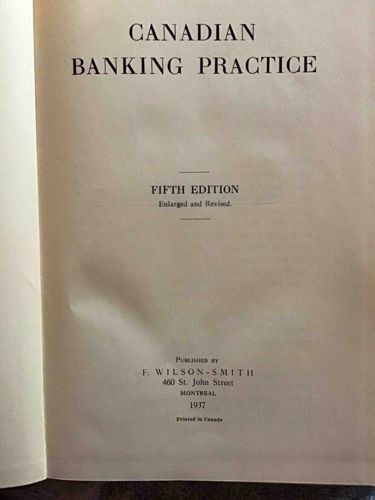 CANADIAN
BANKING PRACTICE
FIFTH EDITION
Enlarged and Revised.
PUBLISHED BY
F. WILSON-SMITH
460 St. John Street
MONTREAL
1937
Printed in Canada